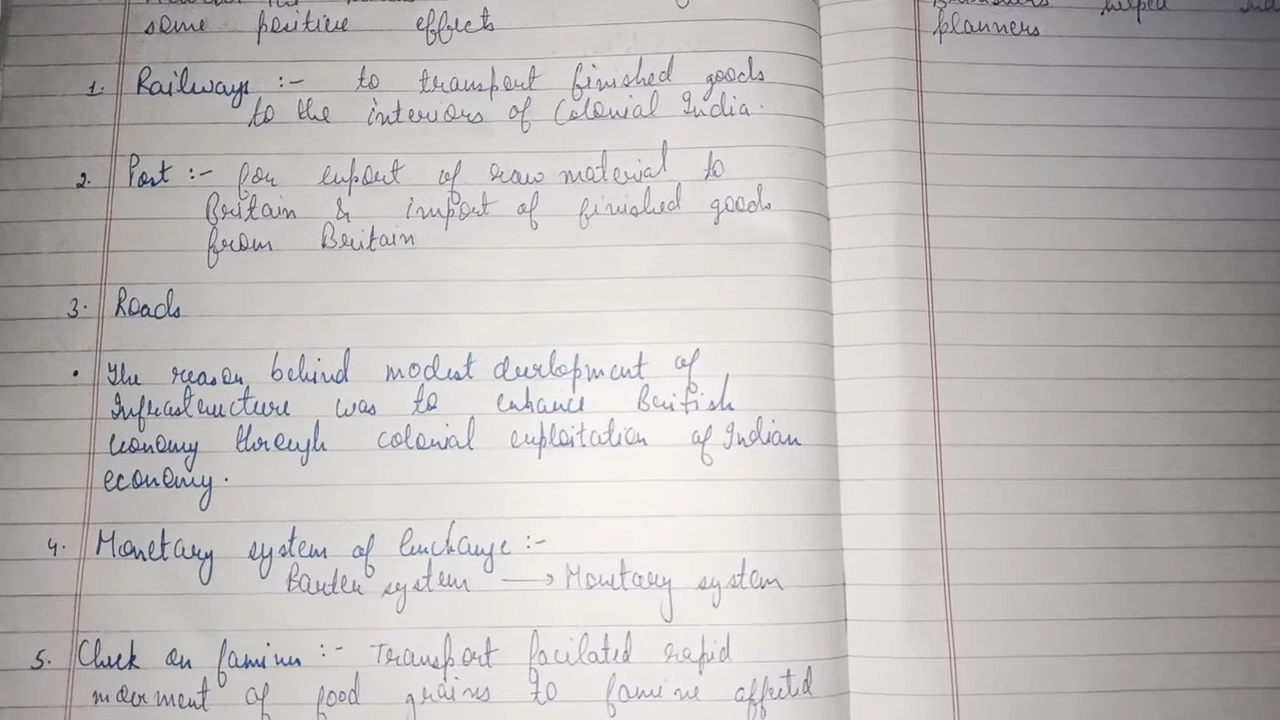 some positive effects
1. Railways :- to transport finished goods
to the interiors of Colonial India.
2. Port :- for export of raw material to
Britain & import of finished goods
from Britain
3. Roads
• The reason behind modest development of
Infrastructure was to enhance British
economy through colonial exploitation of Indian
economy.
4. Monetary system of Exchange :-
Barter system → Monetary system
5. Check on famines :- Transport facilated rapid
movement of food grains to famine affected
helped
planners